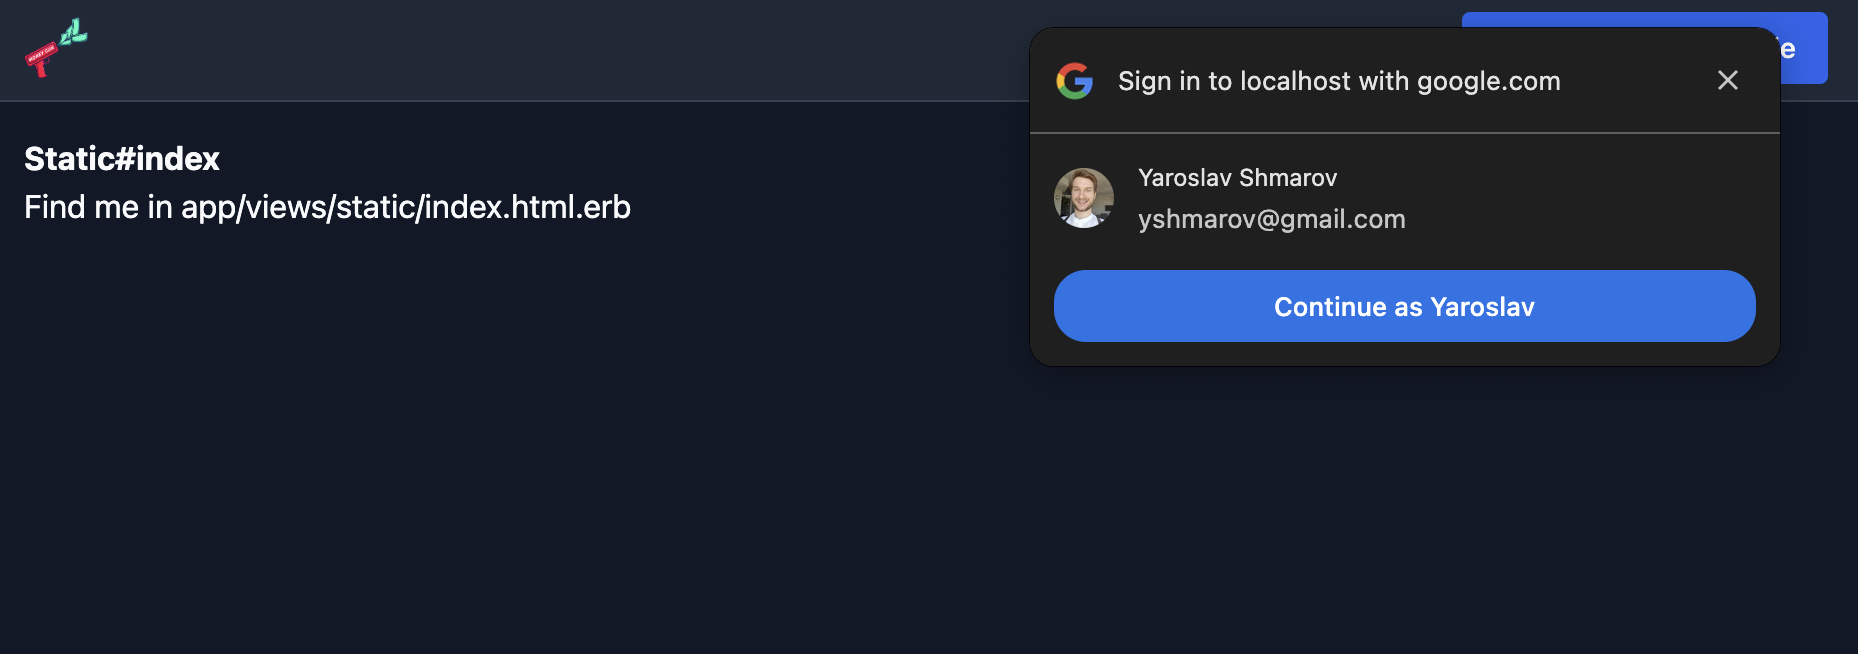 Static#index
Find me in app/views/static/index.html.erb
Sign in to localhost with google.com
Yaroslav Shmarov
yshmarov@gmail.com
Continue as Yaroslav